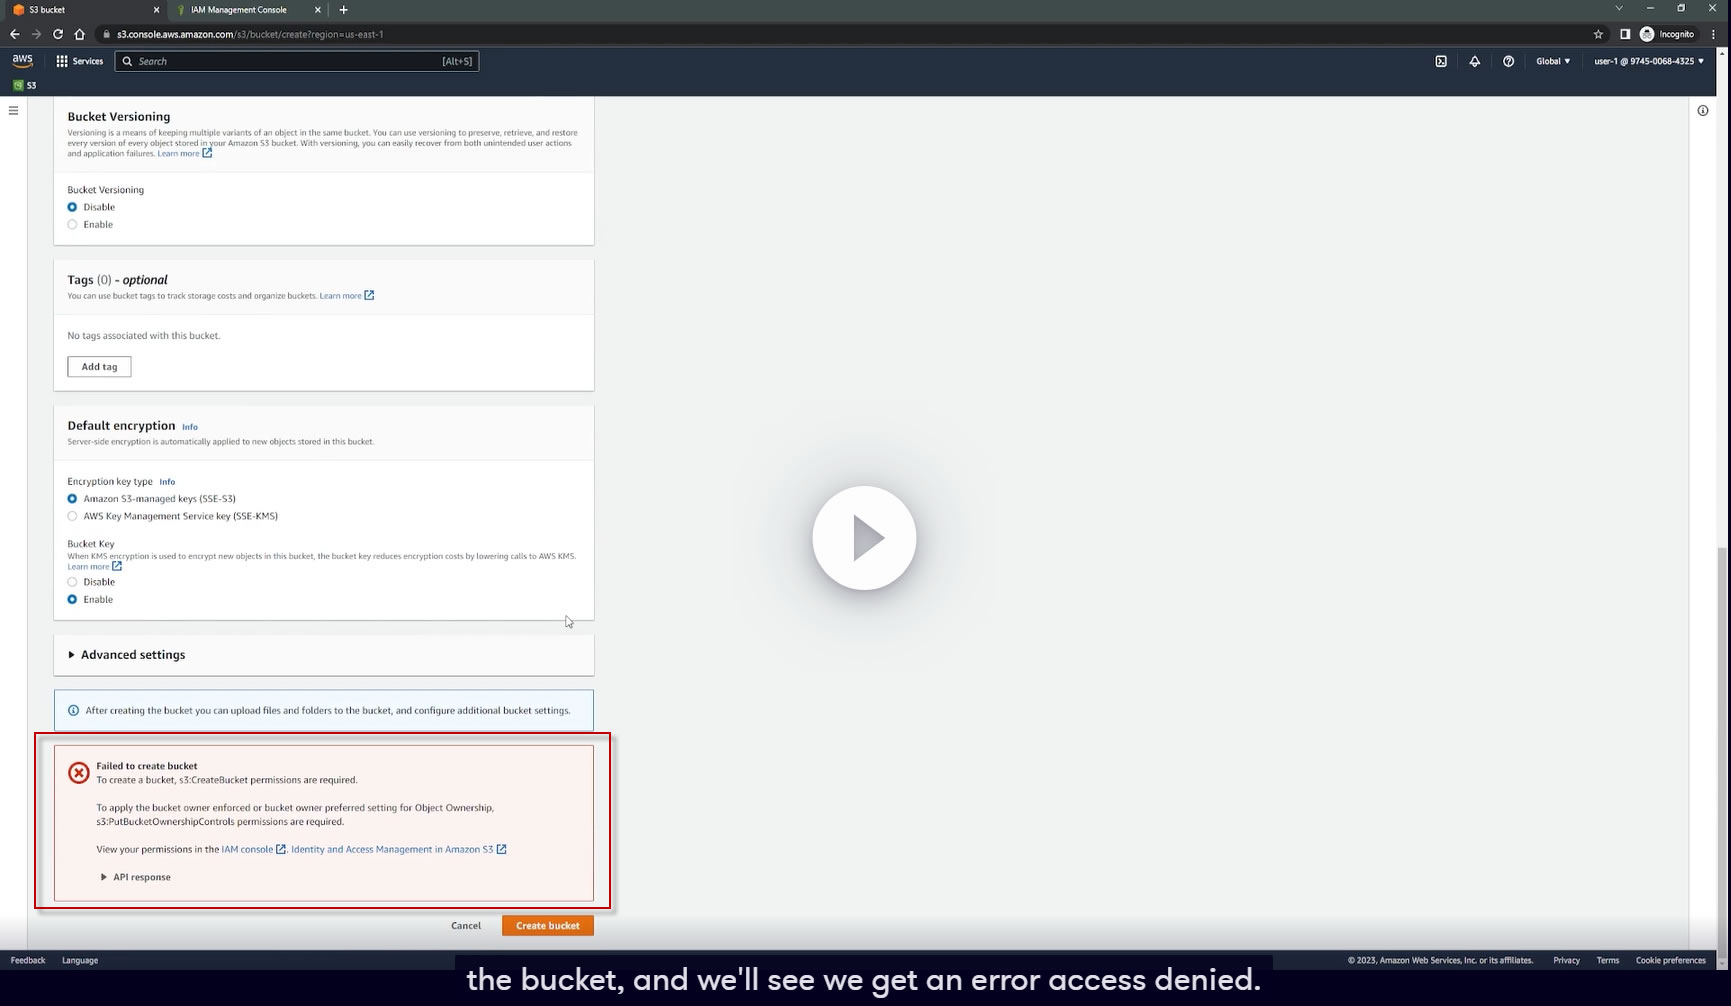 S3 bucket
IAM Management Console
s3.console.aws.amazon.com/s3/bucket/create?region=us-east-1
Incognito
aws
Services
Search
[Alt+S]
Global
user-1 @ 9745-0068-4325
S3
Bucket Versioning
Versioning is a means of keeping multiple variants of an object in the same bucket. You can use versioning to preserve, retrieve, and restore
every version of every object stored in your Amazon S3 bucket. With versioning, you can easily recover from both unintended user actions
and application failures. Learn more
Bucket Versioning
Disable
Enable
Tags (0) - optional
You can use bucket tags to track storage costs and organize buckets. Learn more
No tags associated with this bucket.
Add tag
Default encryption Info
Server-side encryption is automatically applied to new objects stored in this bucket.
Encryption key type Info
Amazon S3-managed keys (SSE-S3)
AWS Key Management Service key (SSE-KMS)
Bucket Key
When KMS encryption is used to encrypt new objects in this bucket, the bucket key reduces encryption costs by lowering calls to AWS KMS.
Learn more
Disable
Enable
Advanced settings
After creating the bucket you can upload files and folders to the bucket, and configure additional bucket settings.
Failed to create bucket
To create a bucket, s3:CreateBucket permissions are required.
To apply the bucket owner enforced or bucket owner preferred setting for Object Ownership,
s3:PutBucketOwnershipControls permissions are required.
View your permissions in the IAM console. Identity and Access Management in Amazon S3
API response
Cancel
Create bucket
Feedback
Language
© 2023, Amazon Web Services, Inc. or its affiliates.
Privacy
Terms
Cookie preferences
the bucket, and we'll see we get an error access denied.